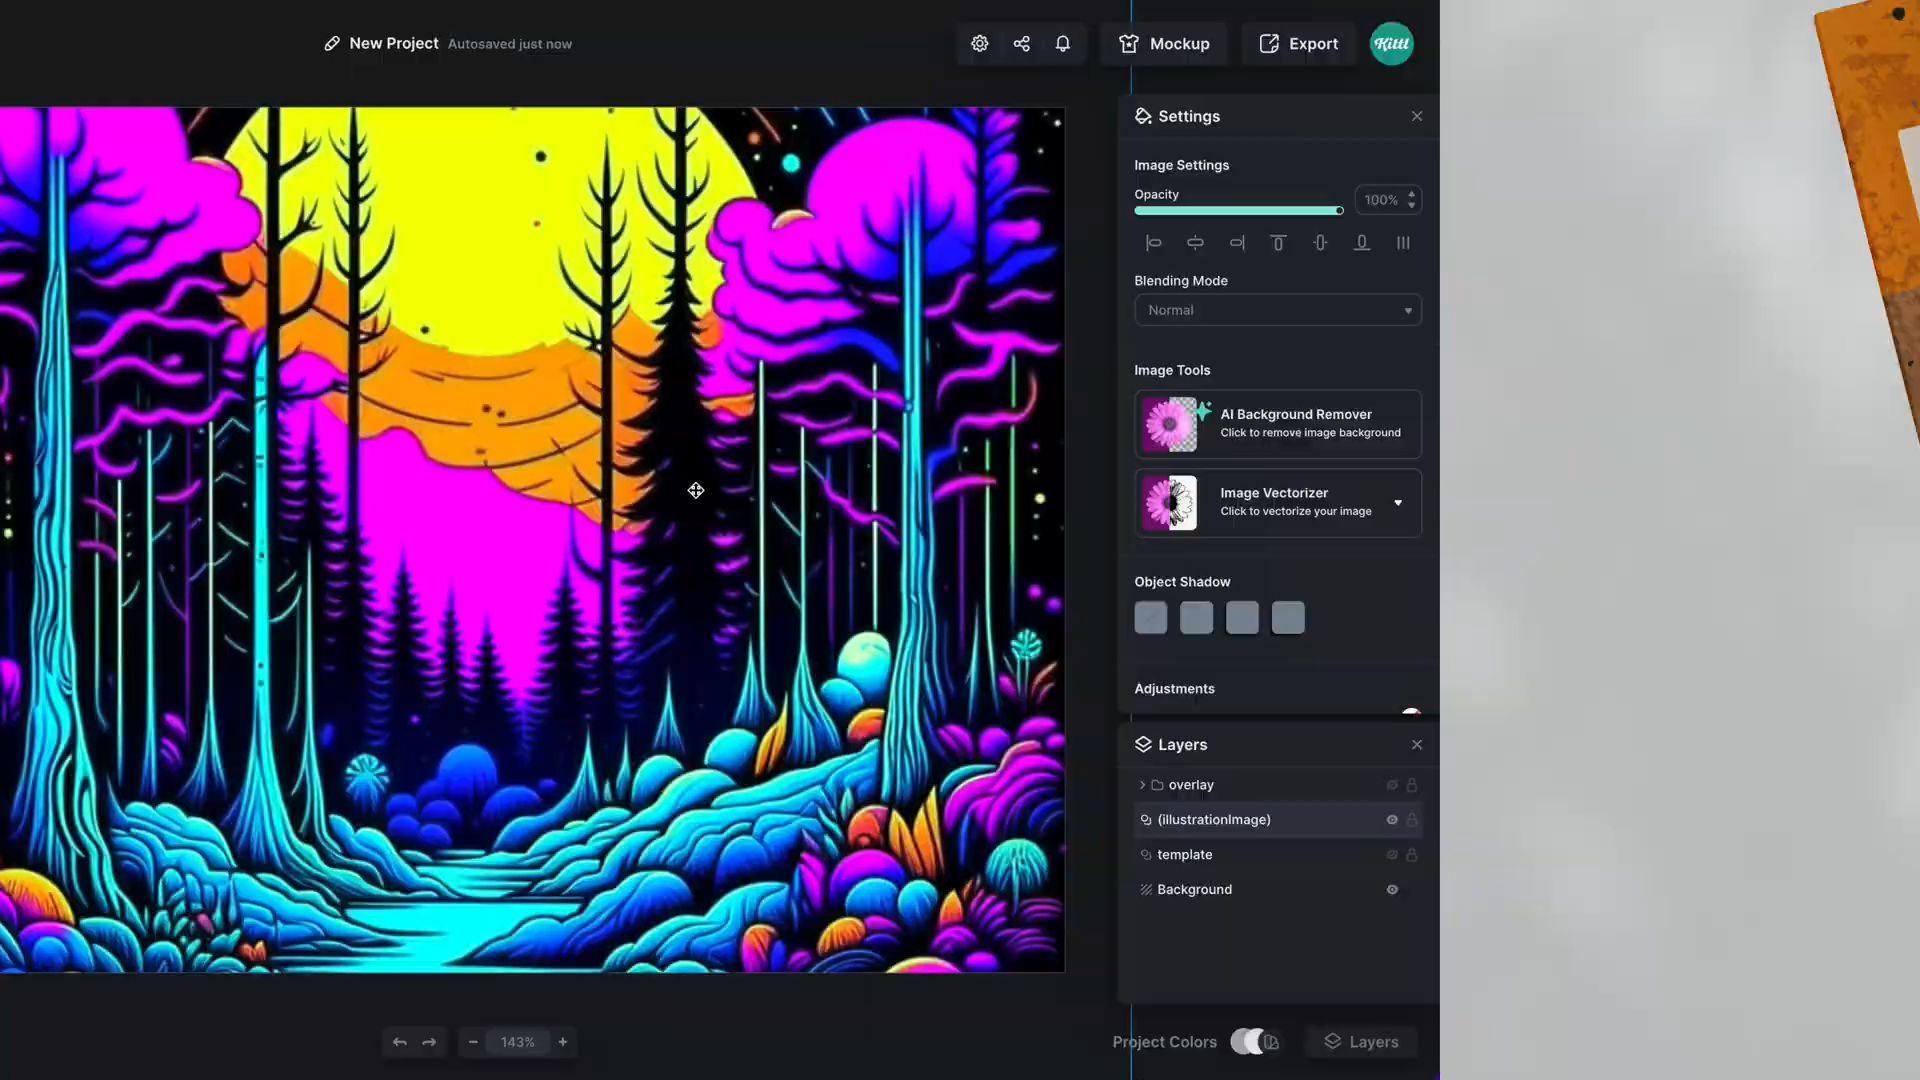 New Project Autosaved just now
Mockup
Export
Kittl
Settings
Image Settings
Opacity
100%
Blending Mode
Normal
Image Tools
AI Background Remover
Click to remove image background
Image Vectorizer
Click to vectorize your image
Object Shadow
Adjustments
Layers
overlay
(illustrationImage)
template
Background
143%
Project Colors
Layers